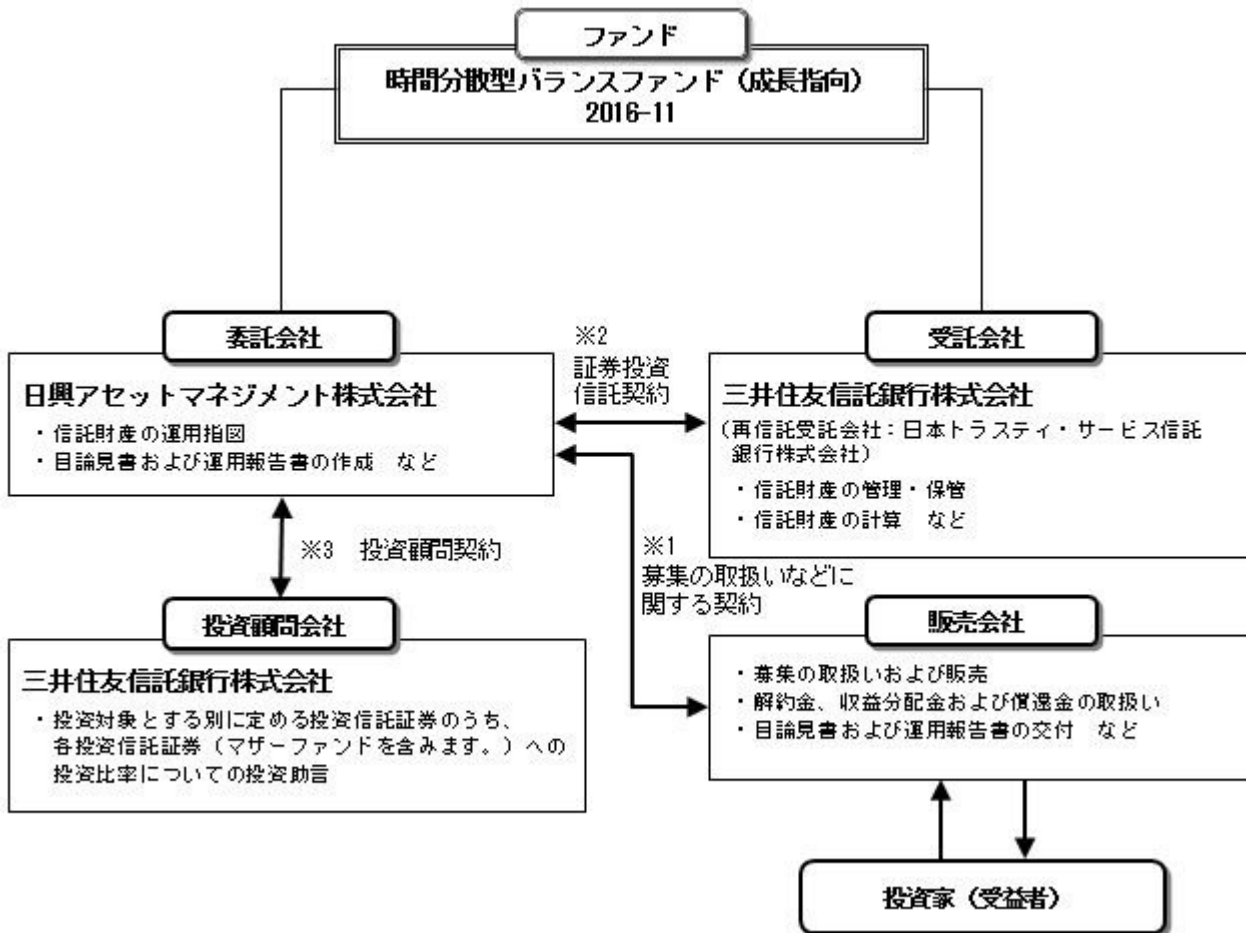 ファンド
時間分散型バランスファンド（成長指向）
2016-11
委託会社
日興アセットマネジメント株式会社
・信託財産の運用指図
・目論見書および運用報告書の作成　など
※2
証券投資
信託契約
受託会社
三井住友信託銀行株式会社
（再信託受託会社：日本トラスティ・サービス信託
銀行株式会社）
・信託財産の管理・保管
・信託財産の計算　など
※3　投資顧問契約
※1
募集の取扱いなどに
関する契約
投資顧問会社
三井住友信託銀行株式会社
・投資対象とする別に定める投資信託証券のうち、
各投資信託証券（マザーファンドを含みます。）への
投資比率についての投資助言
販売会社
・募集の取扱いおよび販売
・解約金、収益分配金および償還金の取扱い
・目論見書および運用報告書の交付　など
投資家（受益者）